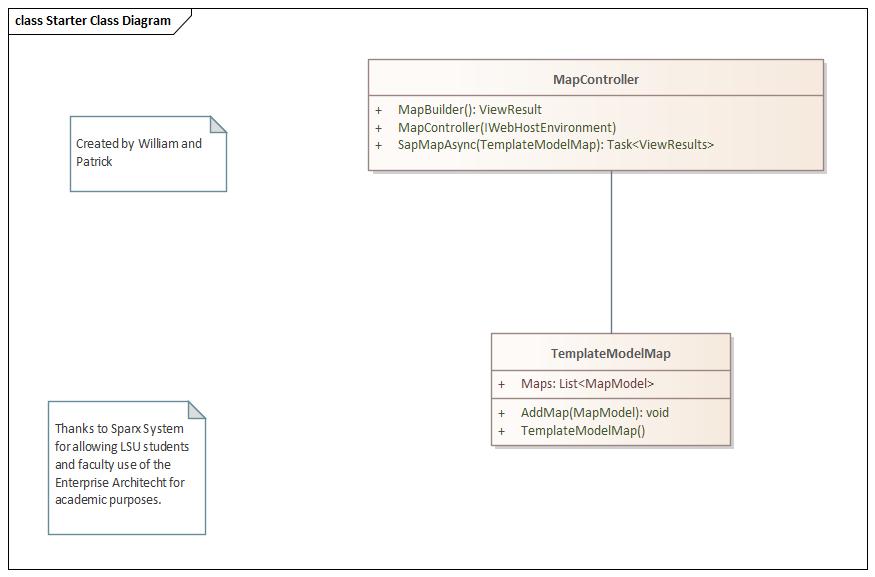 class Starter Class Diagram
MapController
+ MapBuilder(): ViewResult
+ MapController(IWebHostEnvironment)
+ SapMapAsync(TemplateModelMap): Task<ViewResults>
Created by William and
Patrick
TemplateModelMap
+ Maps: List<MapModel>
+ AddMap(MapModel): void
+ TemplateModelMap()
Thanks to Sparx System
for allowing LSU students
and faculty use of the
Enterprise Architecht for
academic purposes.